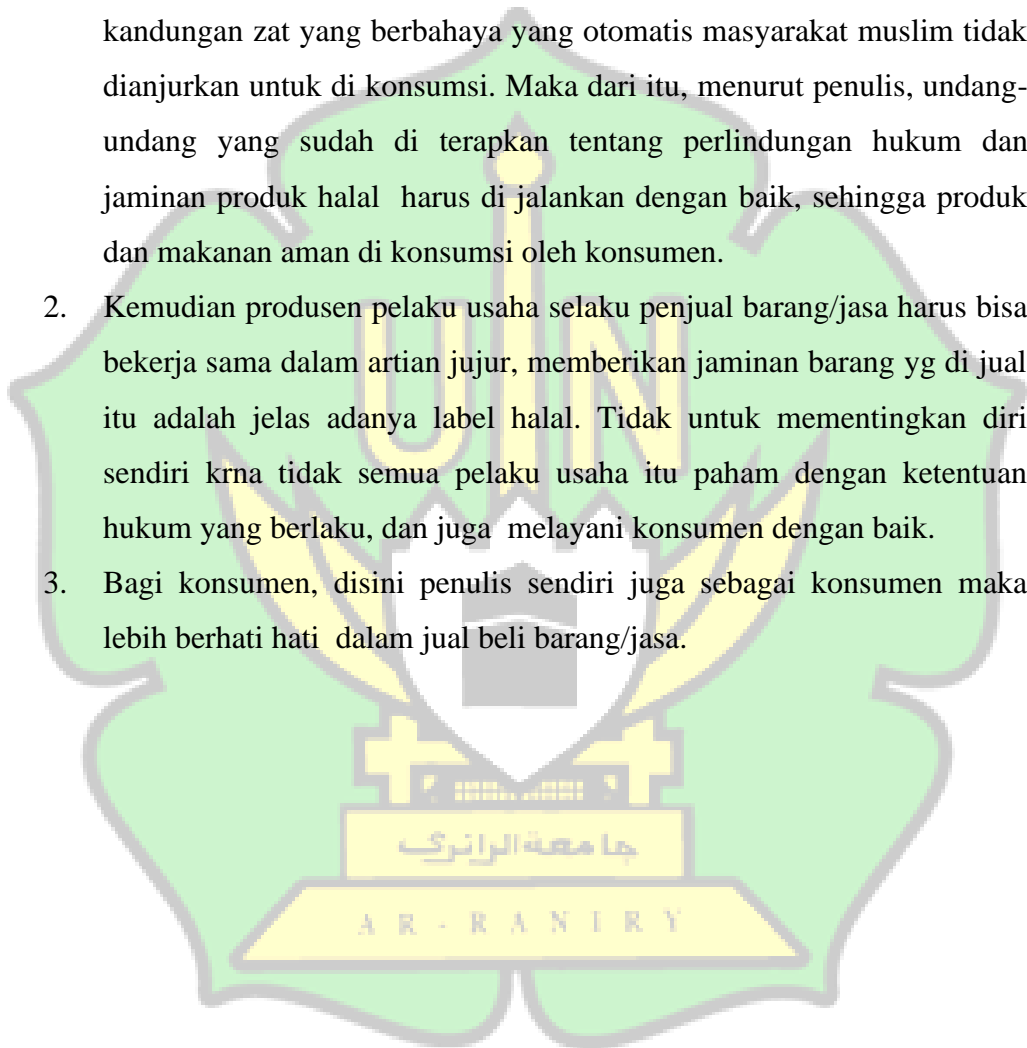 kandungan zat yang berbahaya yang otomatis masyarakat muslim tidak
dianjurkan untuk di konsumsi. Maka dari itu, menurut penulis, undang-
undang yang sudah di terapkan tentang perlindungan hukum dan
jaminan produk halal harus di jalankan dengan baik, sehingga produk
dan makanan aman di konsumsi oleh konsumen.
2. Kemudian produsen pelaku usaha selaku penjual barang/jasa harus bisa
bekerja sama dalam artian jujur, memberikan jaminan barang yg di jual
itu adalah jelas adanya label halal. Tidak untuk mementingkan diri
sendiri krna tidak semua pelaku usaha itu paham dengan ketentuan
hukum yang berlaku, dan juga melayani konsumen dengan baik.
3. Bagi konsumen, disini penulis sendiri juga sebagai konsumen maka
lebih berhati hati dalam jual beli barang/jasa.
UIN
جامعة الرانري
AR-RANIRY